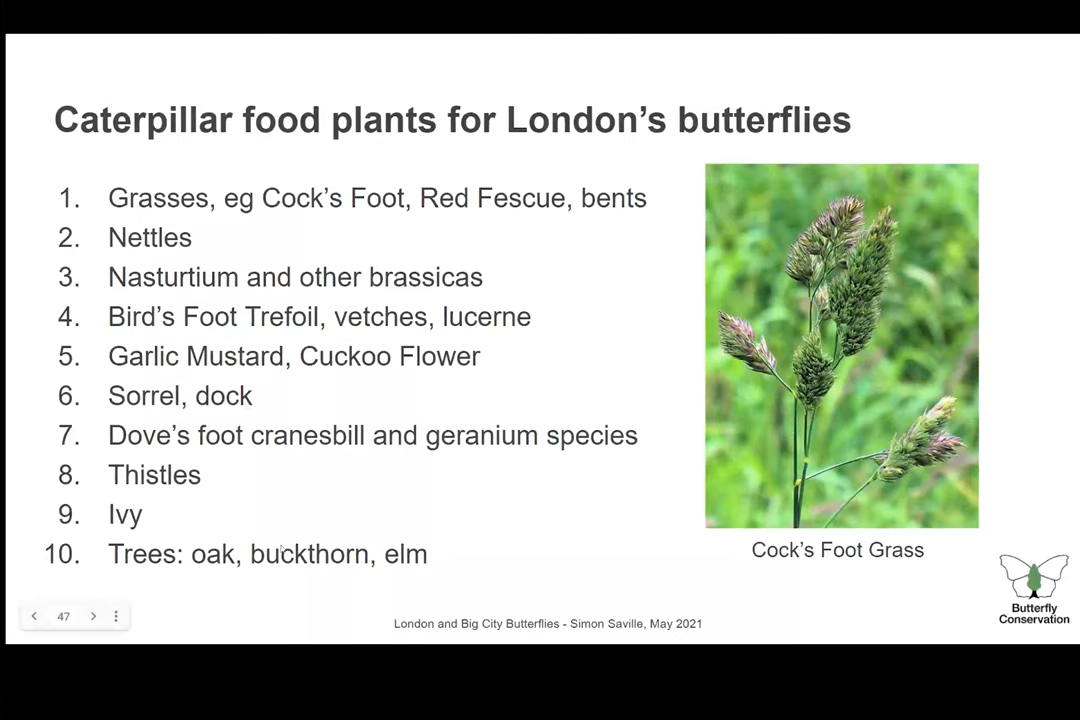 Caterpillar food plants for London's butterflies
1. Grasses, eg Cock's Foot, Red Fescue, bents
2. Nettles
3. Nasturtium and other brassicas
4. Bird's Foot Trefoil, vetches, lucerne
5. Garlic Mustard, Cuckoo Flower
6. Sorrel, dock
7. Dove's foot cranesbill and geranium species
8. Thistles
9. Ivy
10. Trees: oak, buckthorn, elm
Cock's Foot Grass
Butterfly
Conservation
47
London and Big City Butterflies - Simon Saville, May 2021